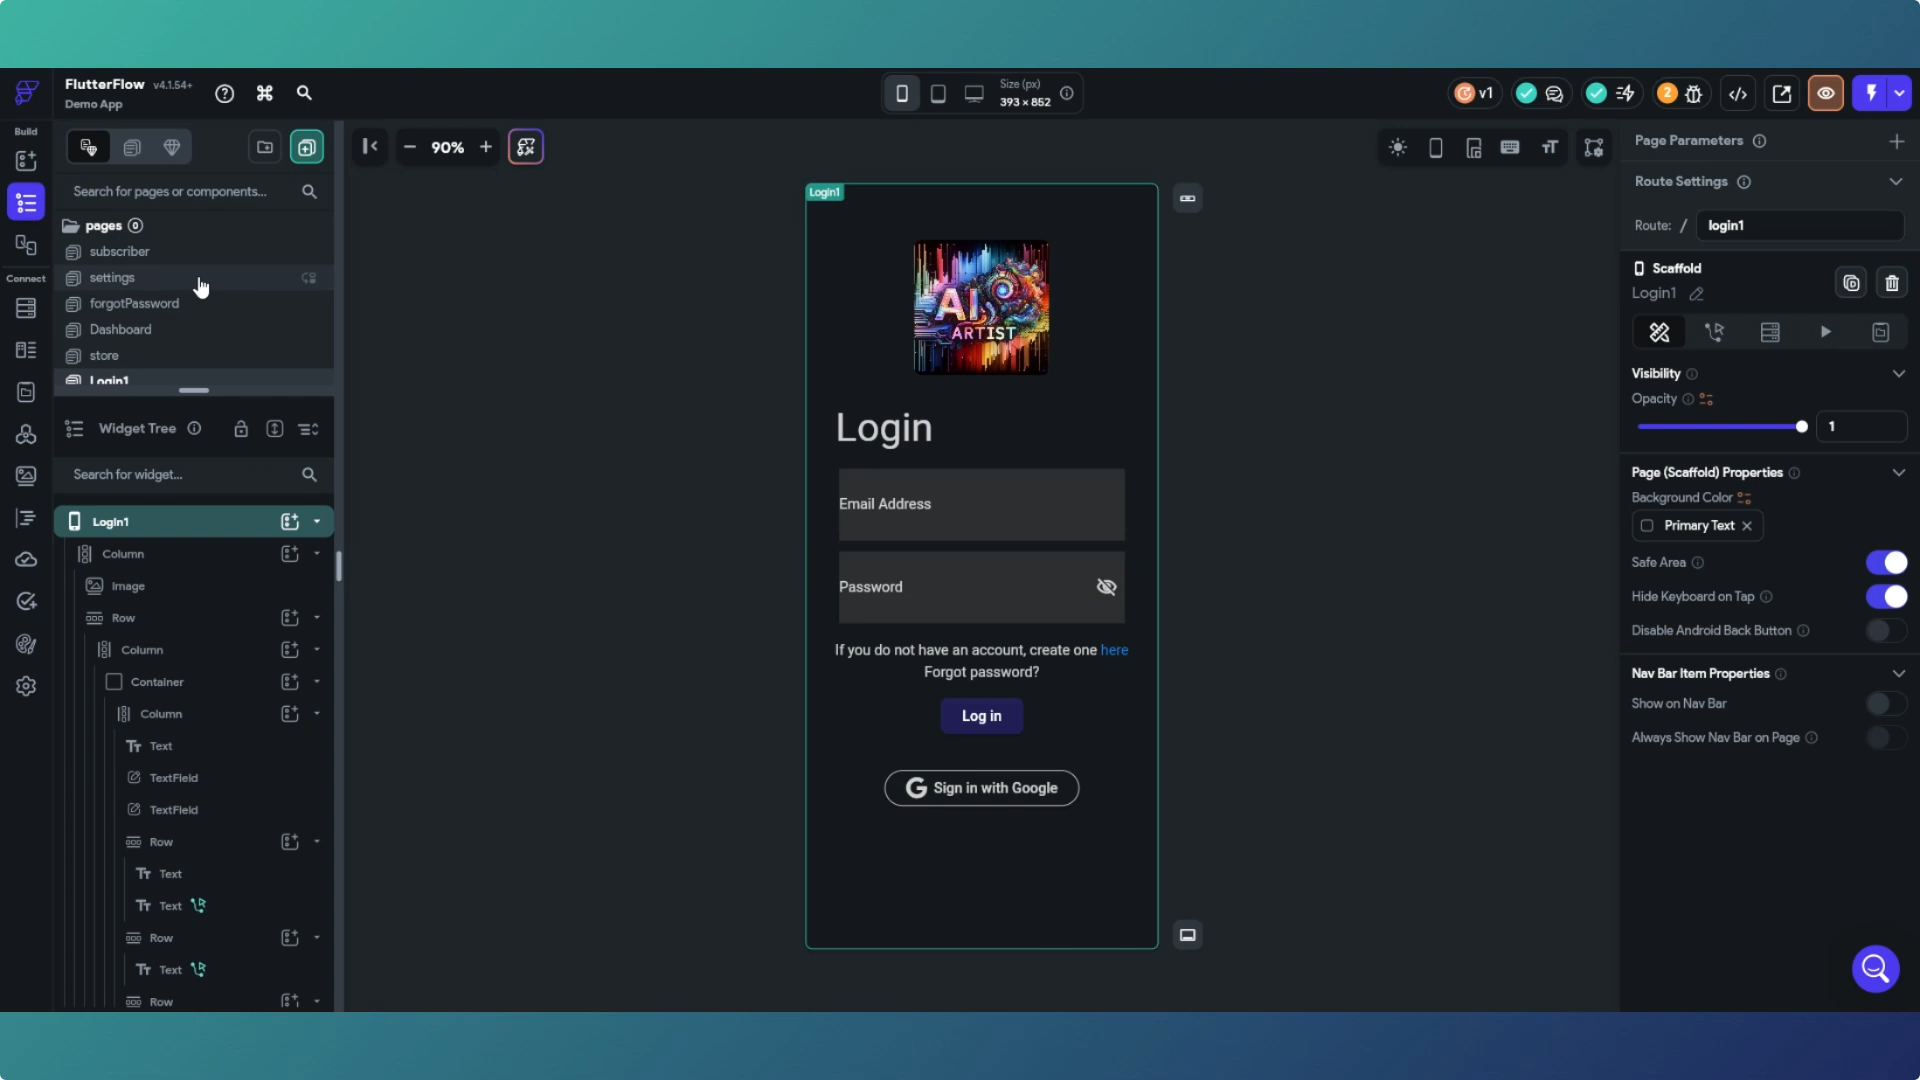 FlutterFlow v4.1.54+
Demo App
Size (px)
393 × 852
v1
2
Build
Connect
Search for pages or components...
pages 0
subscriber
settings
forgotPassword
Dashboard
store
Login1
Widget Tree
Search for widget...
Login1
Column
Image
Row
Column
Container
Column
Text
TextField
TextField
Row
Text
Text
Row
Text
Row
90%
Login1
AI
ARTIST
Login
Email Address
Password
If you do not have an account, create one here
Forgot password?
Log in
Sign in with Google
Page Parameters
Route Settings
Route: / login1
Scaffold
Login1
Visibility
Opacity
1
Page (Scaffold) Properties
Background Color
Primary Text
Safe Area
Hide Keyboard on Tap
Disable Android Back Button
Nav Bar Item Properties
Show on Nav Bar
Always Show Nav Bar on Page